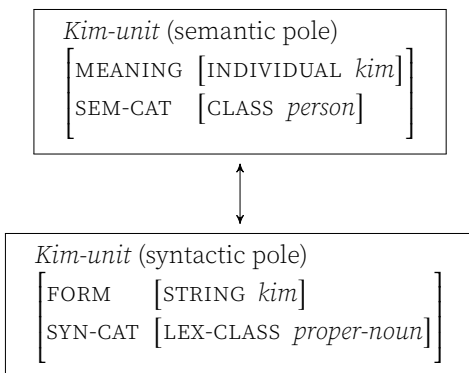 Kim-unit (semantic pole)
[MEANING [INDIVIDUAL kim]
SEM-CAT [CLASS person]]
Kim-unit (syntactic pole)
[FORM [STRING kim]
SYN-CAT [LEX-CLASS proper-noun]]